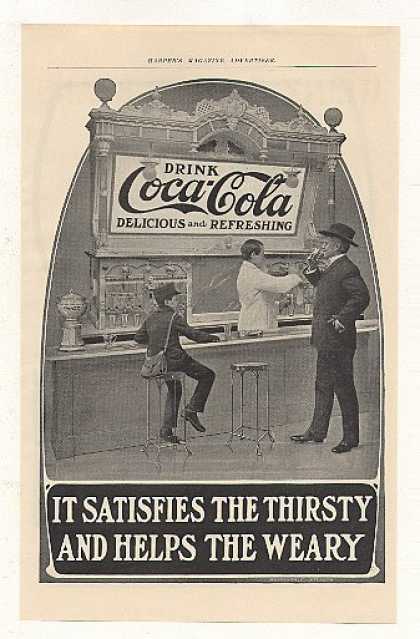 HARPER'S MAGAZINE ADVERTISER.
DRINK
Coca-Cola
DELICIOUS and REFRESHING
IT SATISFIES THE THIRSTY
AND HELPS THE WEARY